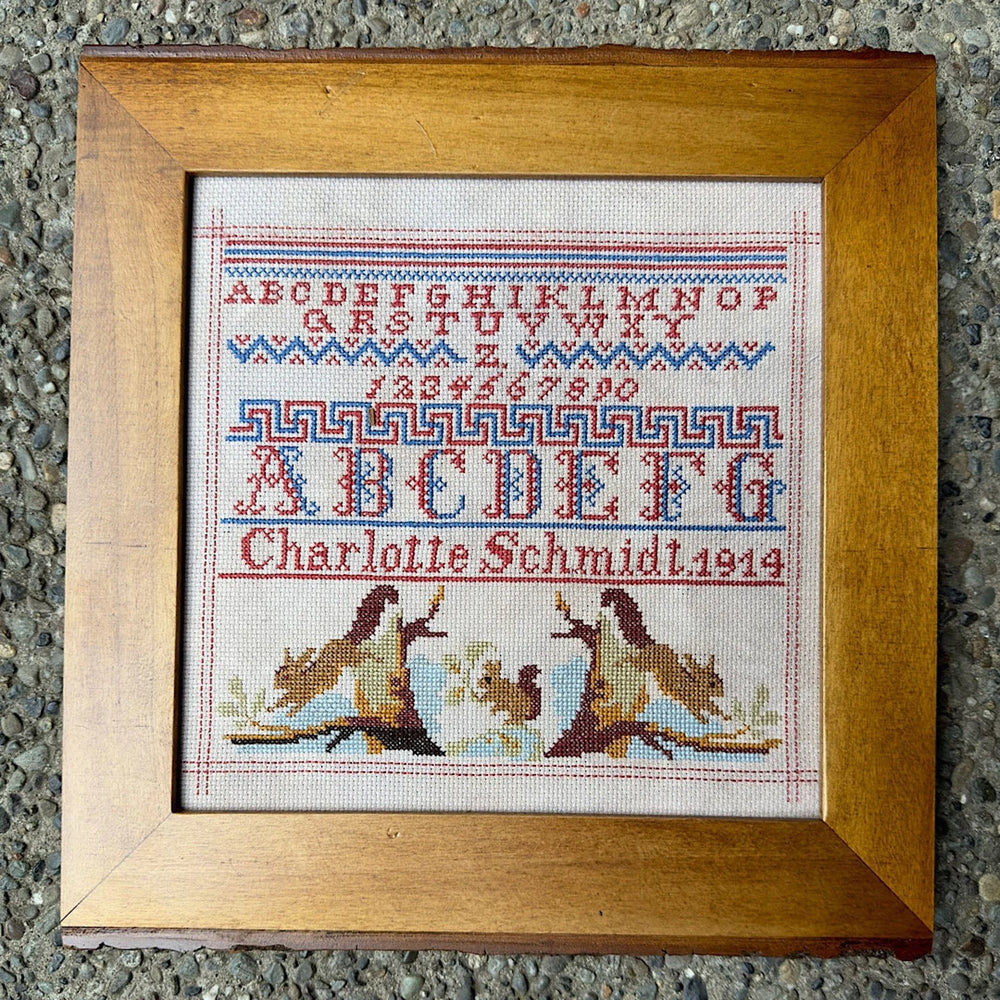 ABCDEFGHIKLMNOP
QRSTUVWXY
Z
1234567890
ABCDEFG
Charlotte Schmidt.1914